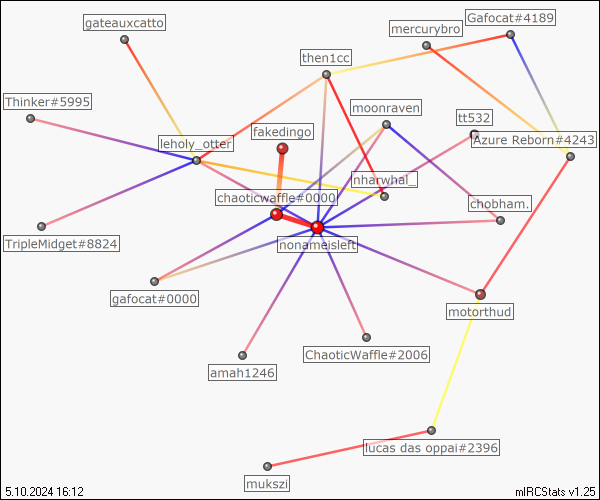 gateauxcatto
Gafocat#4189
mercurybro
then1cc
Thinker#5995
moonraven
tt532
fakedingo
leholy_otter
Azure Reborn#4243
nharwhal_
chaoticwaffle#0000
chobham.
TripleMidget#8824
nonameisleft
gafocat#0000
motorthud
ChaoticWaffle#2006
amah1246
lucas das oppai#2396
mukszi
5.10.2024 16:12
mIRCStats v1.25